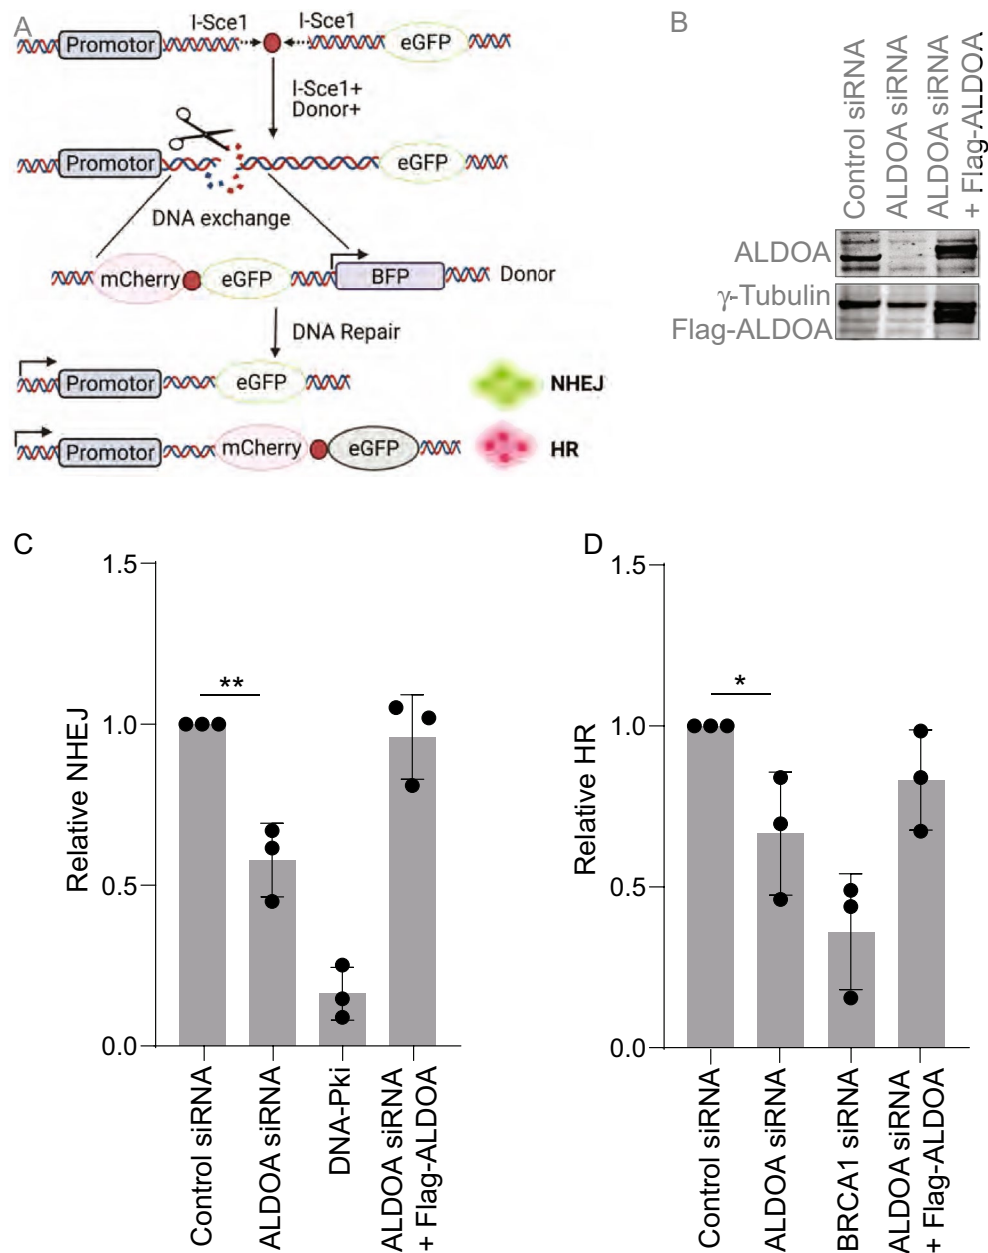 A
I-Sce1 I-Sce1
Promotor eGFP
I-Sce1+
Donor+
Promotor eGFP
DNA exchange
mCherry eGFP BFP Donor
DNA Repair
Promotor eGFP NHEJ
Promotor mCherry eGFP HR
B
Control siRNA
ALDOA siRNA
ALDOA siRNA
+ Flag-ALDOA
ALDOA
γ-Tubulin
Flag-ALDOA
C
Relative NHEJ
1.5
1.0
0.5
0.0
**
Control siRNA
ALDOA siRNA
DNA-Pki
ALDOA siRNA
+ Flag-ALDOA
D
Relative HR
1.5
1.0
0.5
0.0
*
Control siRNA
ALDOA siRNA
BRCA1 siRNA
ALDOA siRNA
+ Flag-ALDOA